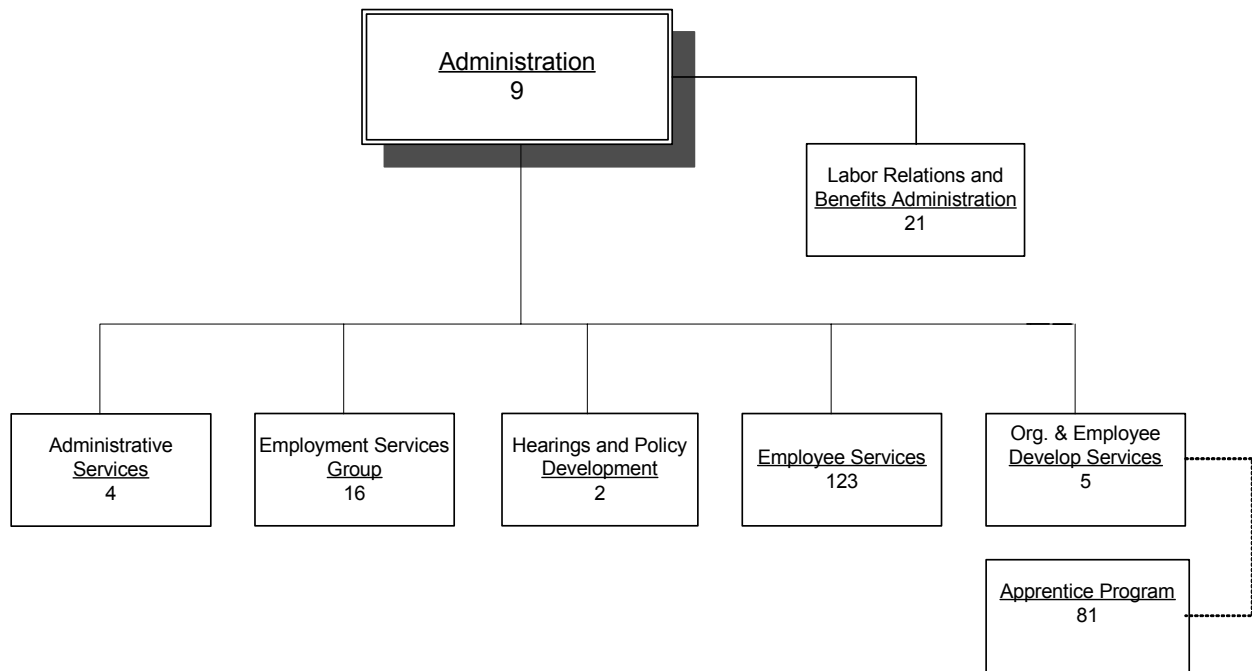 Administration
9
Labor Relations and
Benefits Administration
21
Administrative
Services
4
Employment Services
Group
16
Hearings and Policy
Development
2
Employee Services
123
Org. & Employee
Develop Services
5
Apprentice Program
81